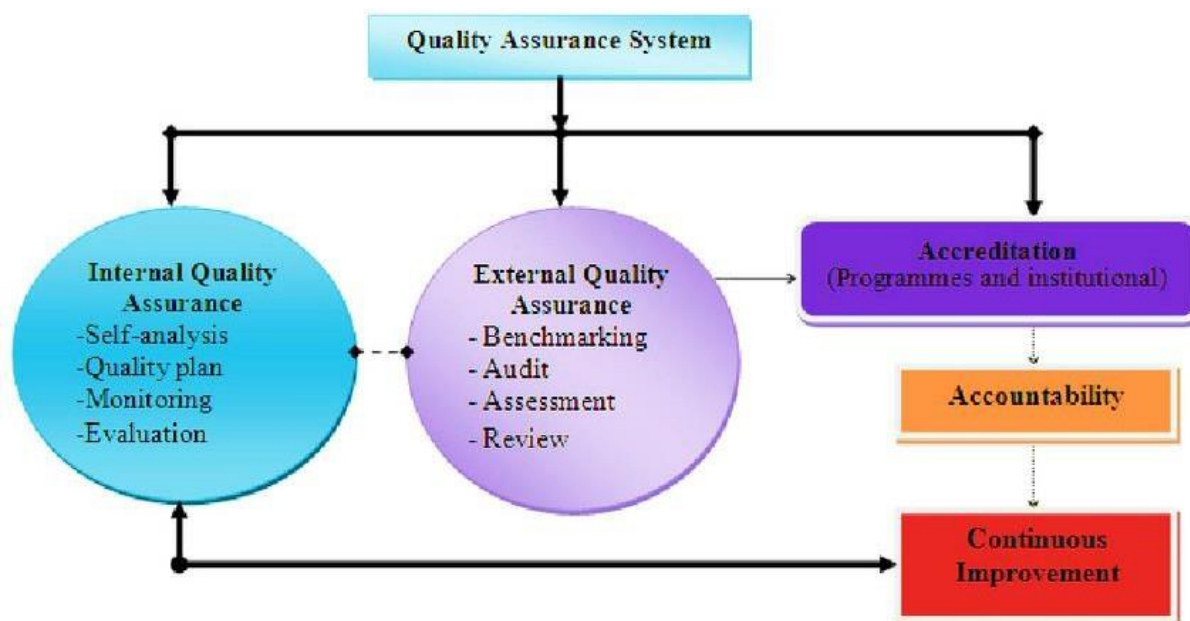 Quality Assurance System
Internal Quality
Assurance
-Self-analysis
-Quality plan
-Monitoring
-Evaluation
External Quality
Assurance
- Benchmarking
- Audit
- Assessment
- Review
Accreditation
(Programmes and institutional)
Accountability
Continuous
Improvement